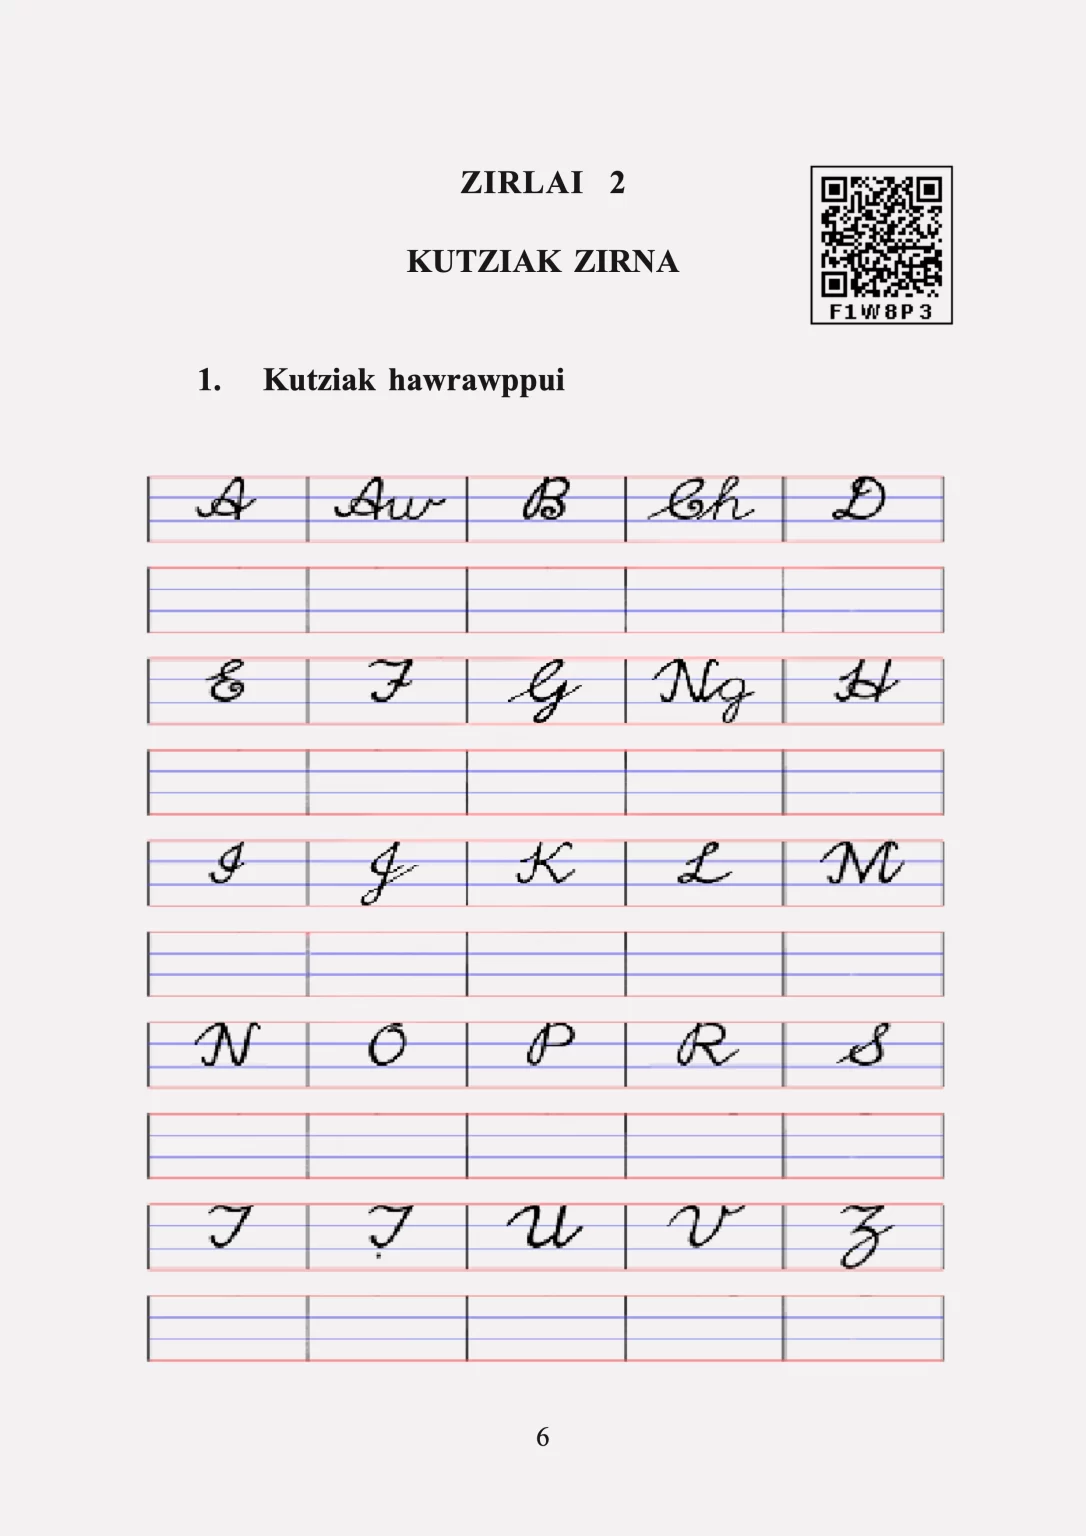 ZIRLAI 2
KUTZIAK ZIRNA
F1W8P3
1. Kutziak hawrawppui
A Aw B Ch D
E F G Ng H
I J K L M
N O P R S
T Ṭ U V Z
6